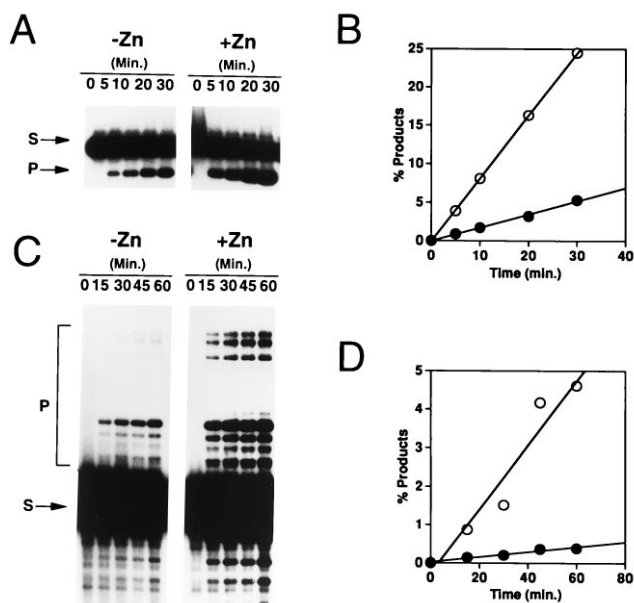 A
-Zn
+Zn
(Min.)
(Min.)
0 5 10 20 30
0 5 10 20 30
S
P
B
25
20
15
10
5
0
% Products
0 10 20 30 40
Time (min.)
C
-Zn
+Zn
(Min.)
(Min.)
0 15 30 45 60
0 15 30 45 60
P
S
D
5
4
3
2
1
0
% Products
0 20 40 60 80
Time (min.)